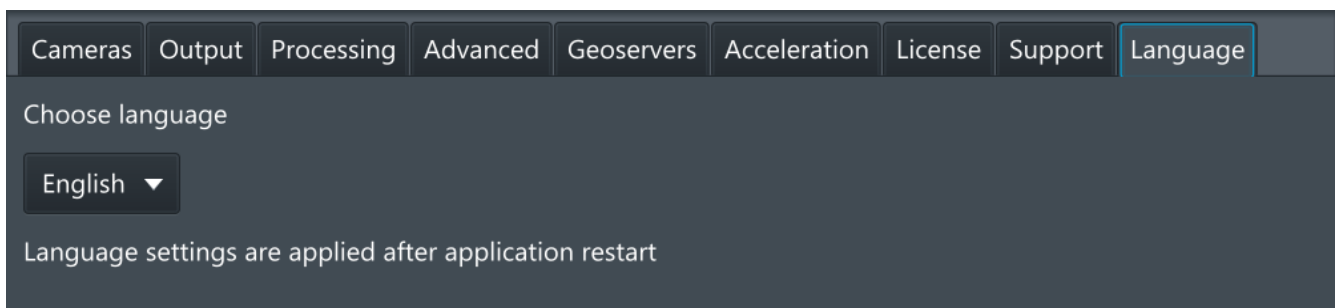 Cameras Output Processing Advanced Geoservers Acceleration License Support Language
Choose language
English
Language settings are applied after application restart